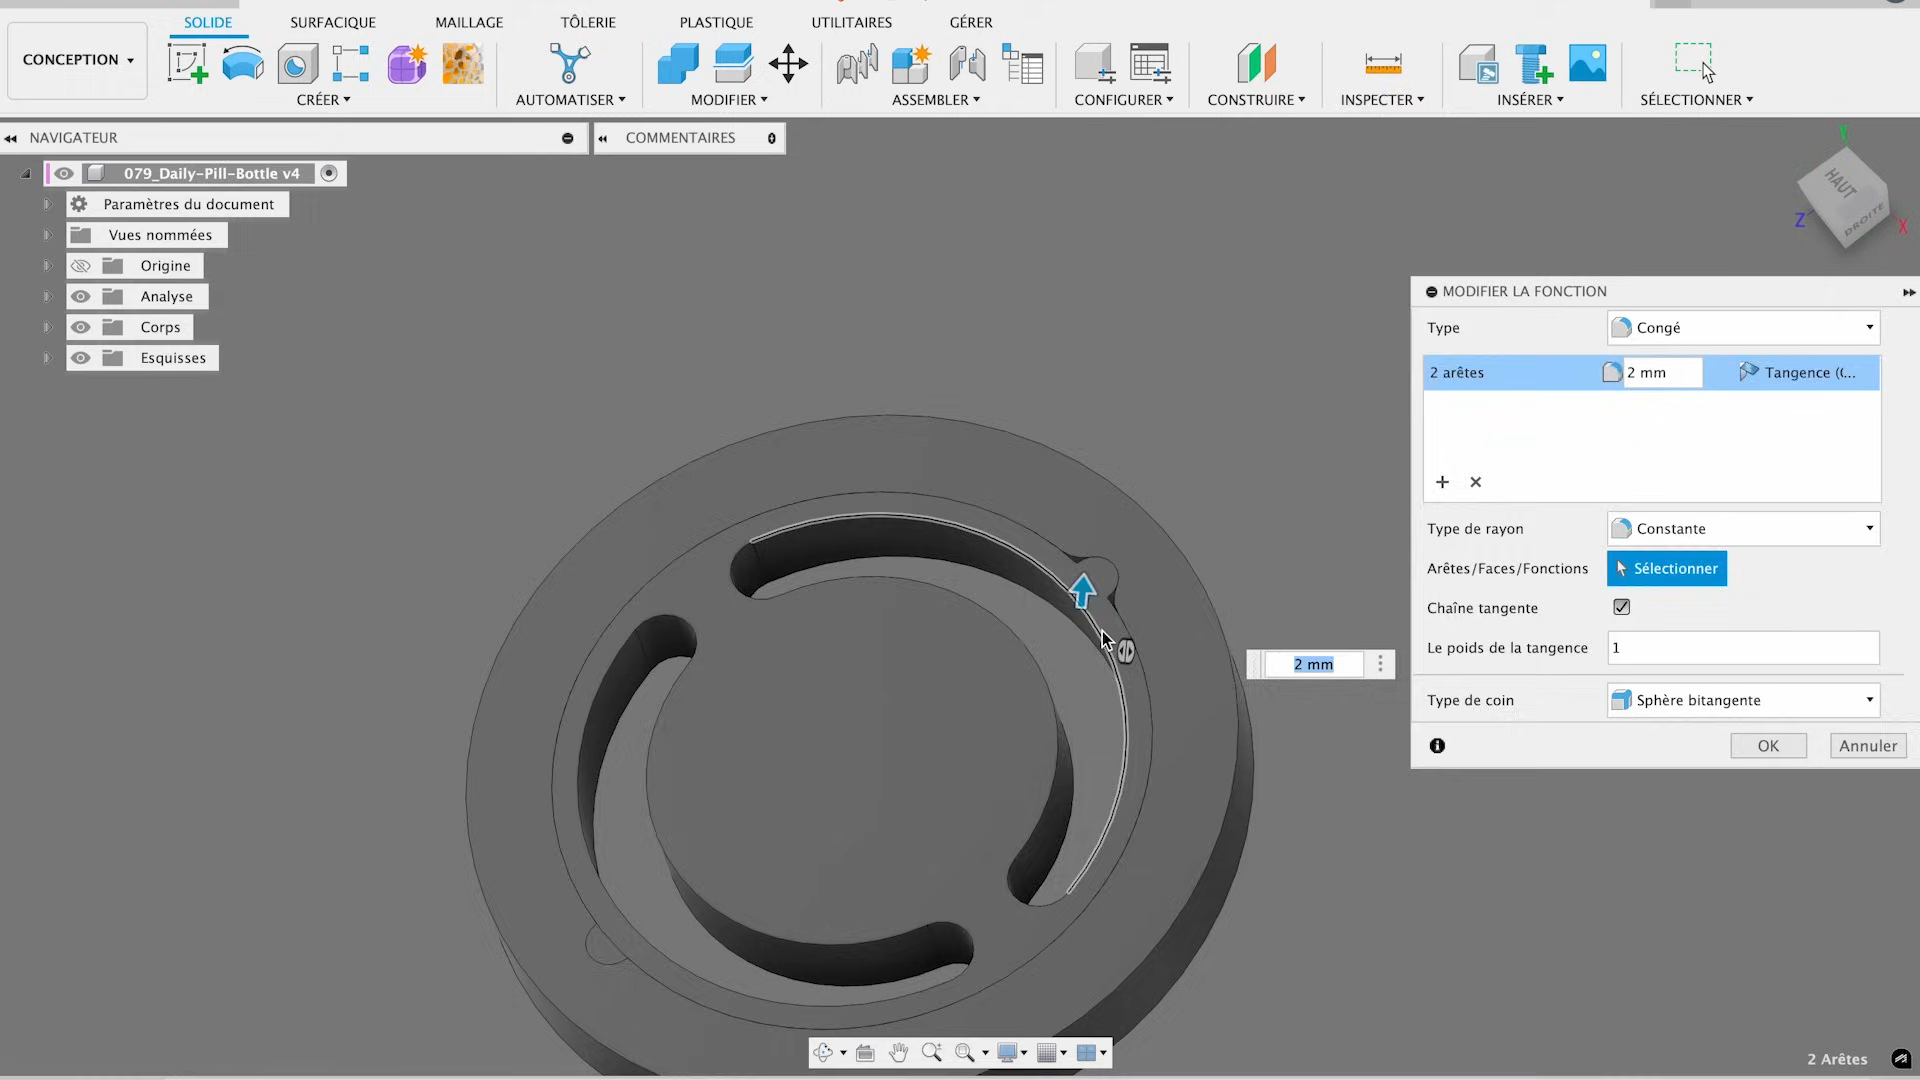 SOLIDE SURFACIQUE MAILLAGE TÔLERIE PLASTIQUE UTILITAIRES GÉRER
CONCEPTION
CRÉER AUTOMATISER MODIFIER ASSEMBLER CONFIGURER CONSTRUIRE INSPECTER INSÉRER SÉLECTIONNER
NAVIGATEUR COMMENTAIRES
079_Daily-Pill-Bottle v4
Paramètres du document
Vues nommées
Origine
Analyse
Corps
Esquisses
Y
HAUT
DROITE
Z
X
MODIFIER LA FONCTION
Type Congé
2 arêtes 2 mm Tangence (...
Type de rayon Constante
Arêtes/Faces/Fonctions Sélectionner
Chaîne tangente
Le poids de la tangence 1
2 mm
Type de coin Sphère bitangente
OK Annuler
2 Arêtes